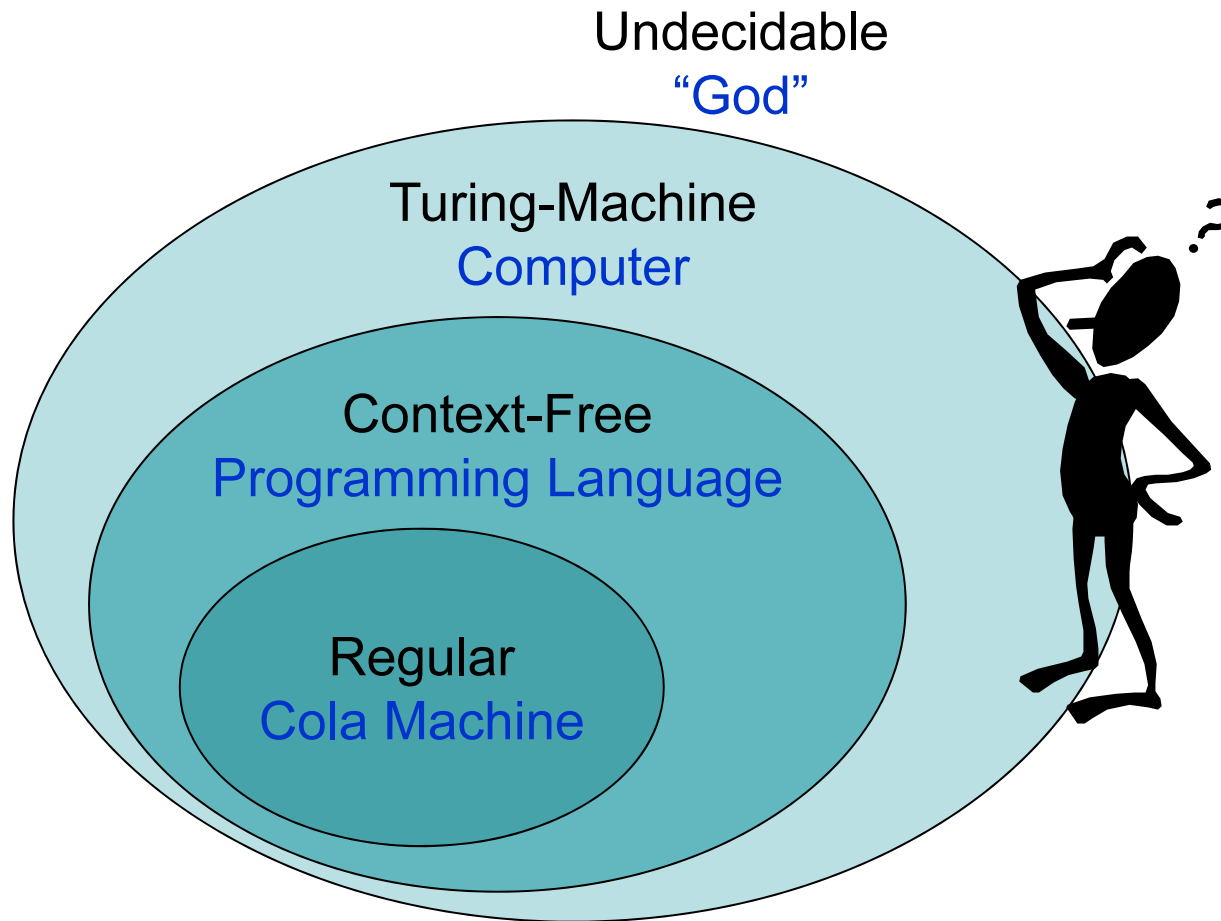 Undecidable
“God”
Turing-Machine
Computer
Context-Free
Programming Language
Regular
Cola Machine